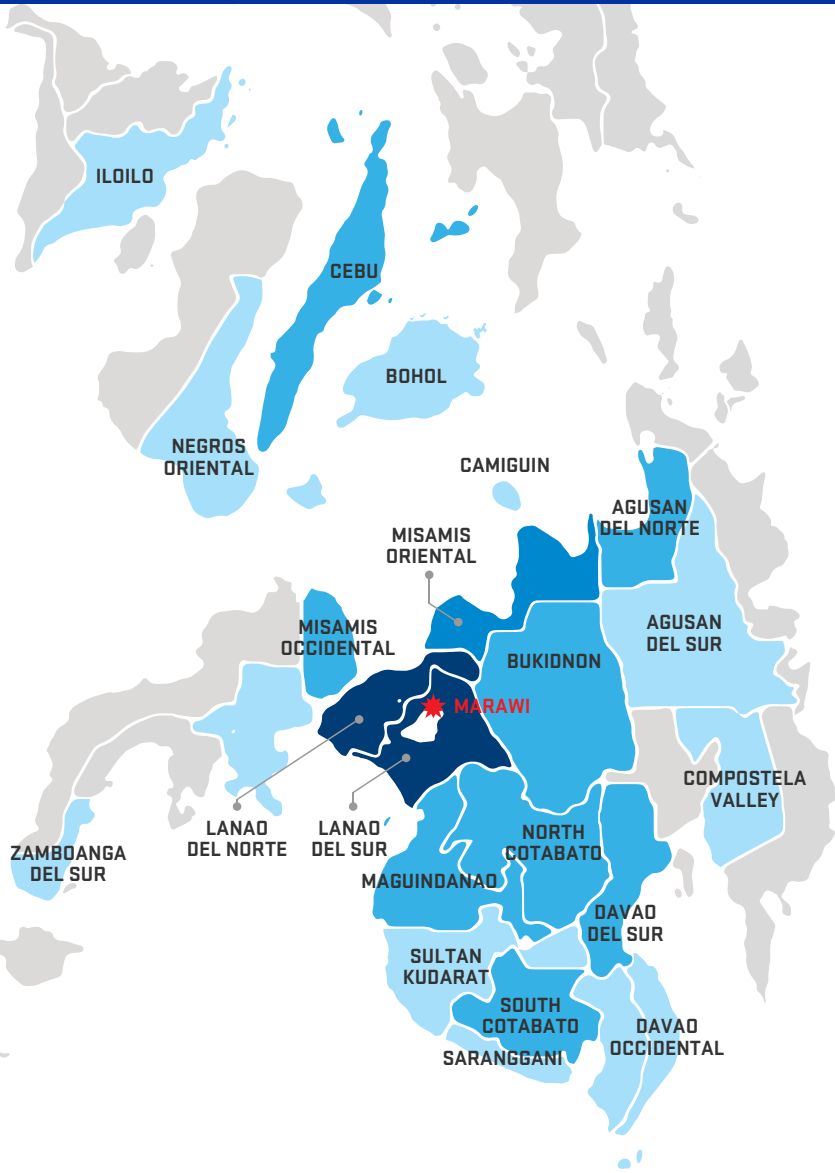 ILOILO
CEBU
BOHOL
NEGROS
ORIENTAL
CAMIGUIN
AGUSAN
DEL NORTE
MISAMIS
ORIENTAL
MISAMIS
OCCIDENTAL
AGUSAN
DEL SUR
BUKIDNON
MARAWI
COMPOSTELA
VALLEY
LANAO
DEL NORTE
LANAO
DEL SUR
NORTH
COTABATO
ZAMBOANGA
DEL SUR
MAGUINDANAO
DAVAO
DEL SUR
SULTAN
KUDARAT
SOUTH
COTABATO
DAVAO
OCCIDENTAL
SARANGGANI